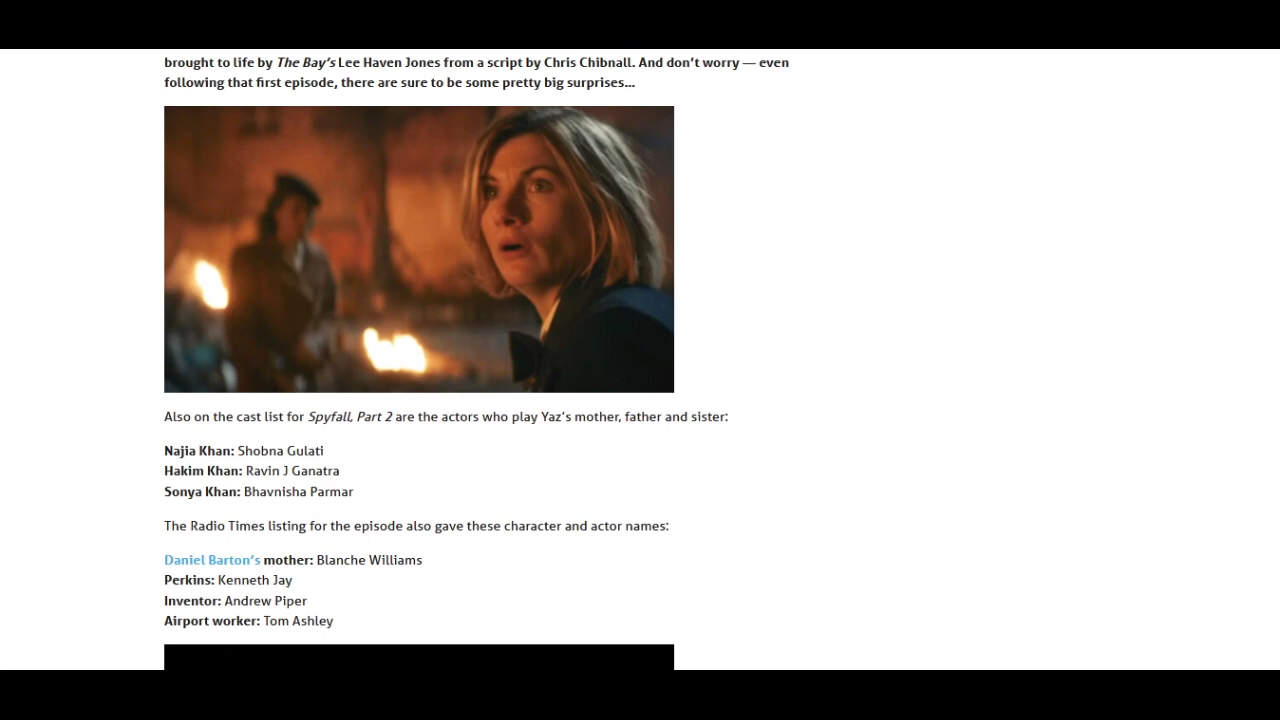 brought to life by The Bay’s Lee Haven Jones from a script by Chris Chibnall. And don’t worry — even
following that first episode, there are sure to be some pretty big surprises...
Also on the cast list for Spyfall, Part 2 are the actors who play Yaz’s mother, father and sister:
Najia Khan: Shobna Gulati
Hakim Khan: Ravin J Ganatra
Sonya Khan: Bhavnisha Parmar
The Radio Times listing for the episode also gave these character and actor names:
Daniel Barton’s mother: Blanche Williams
Perkins: Kenneth Jay
Inventor: Andrew Piper
Airport worker: Tom Ashley